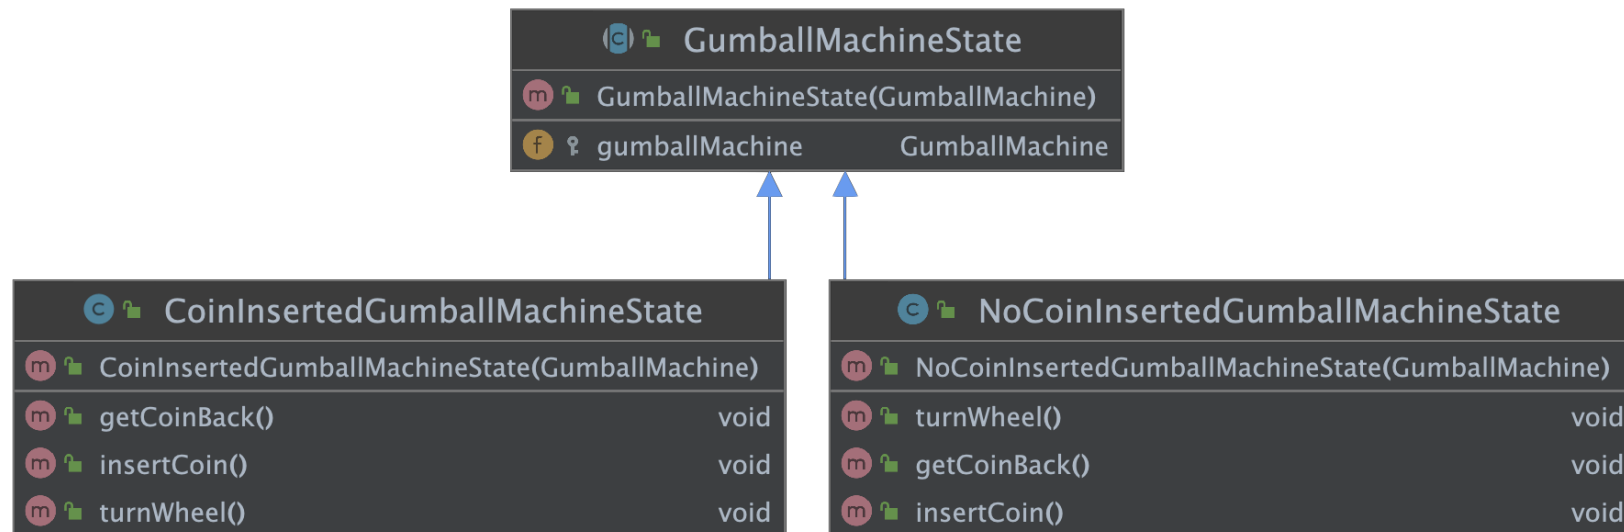 GumballMachineState
GumballMachineState(GumballMachine)
gumballMachine GumballMachine
CoinInsertedGumballMachineState
CoinInsertedGumballMachineState(GumballMachine)
getCoinBack() void
insertCoin() void
turnWheel() void
NoCoinInsertedGumballMachineState
NoCoinInsertedGumballMachineState(GumballMachine)
turnWheel() void
getCoinBack() void
insertCoin() void